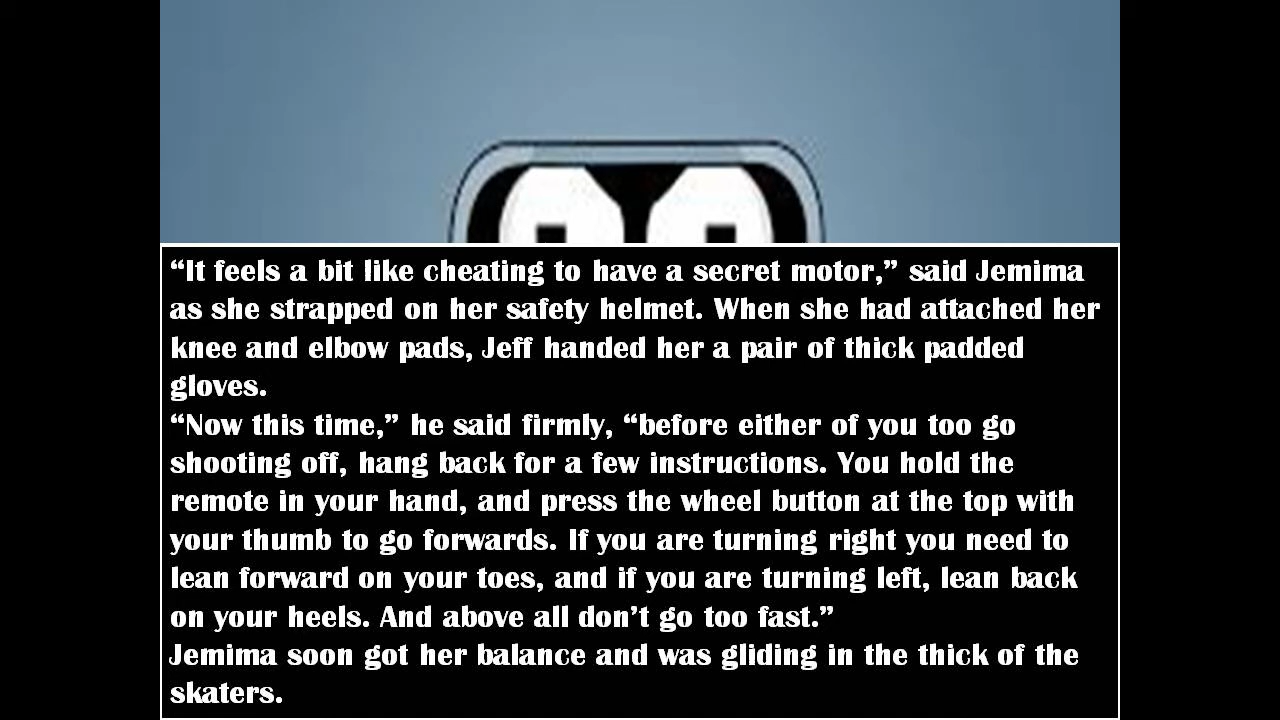 “It feels a bit like cheating to have a secret motor,” said Jemima
as she strapped on her safety helmet. When she had attached her
knee and elbow pads, Jeff handed her a pair of thick padded
gloves.
“Now this time,” he said firmly, “before either of you too go
shooting off, hang back for a few instructions. You hold the
remote in your hand, and press the wheel button at the top with
your thumb to go forwards. If you are turning right you need to
lean forward on your toes, and if you are turning left, lean back
on your heels. And above all don’t go too fast.”
Jemima soon got her balance and was gliding in the thick of the
skaters.